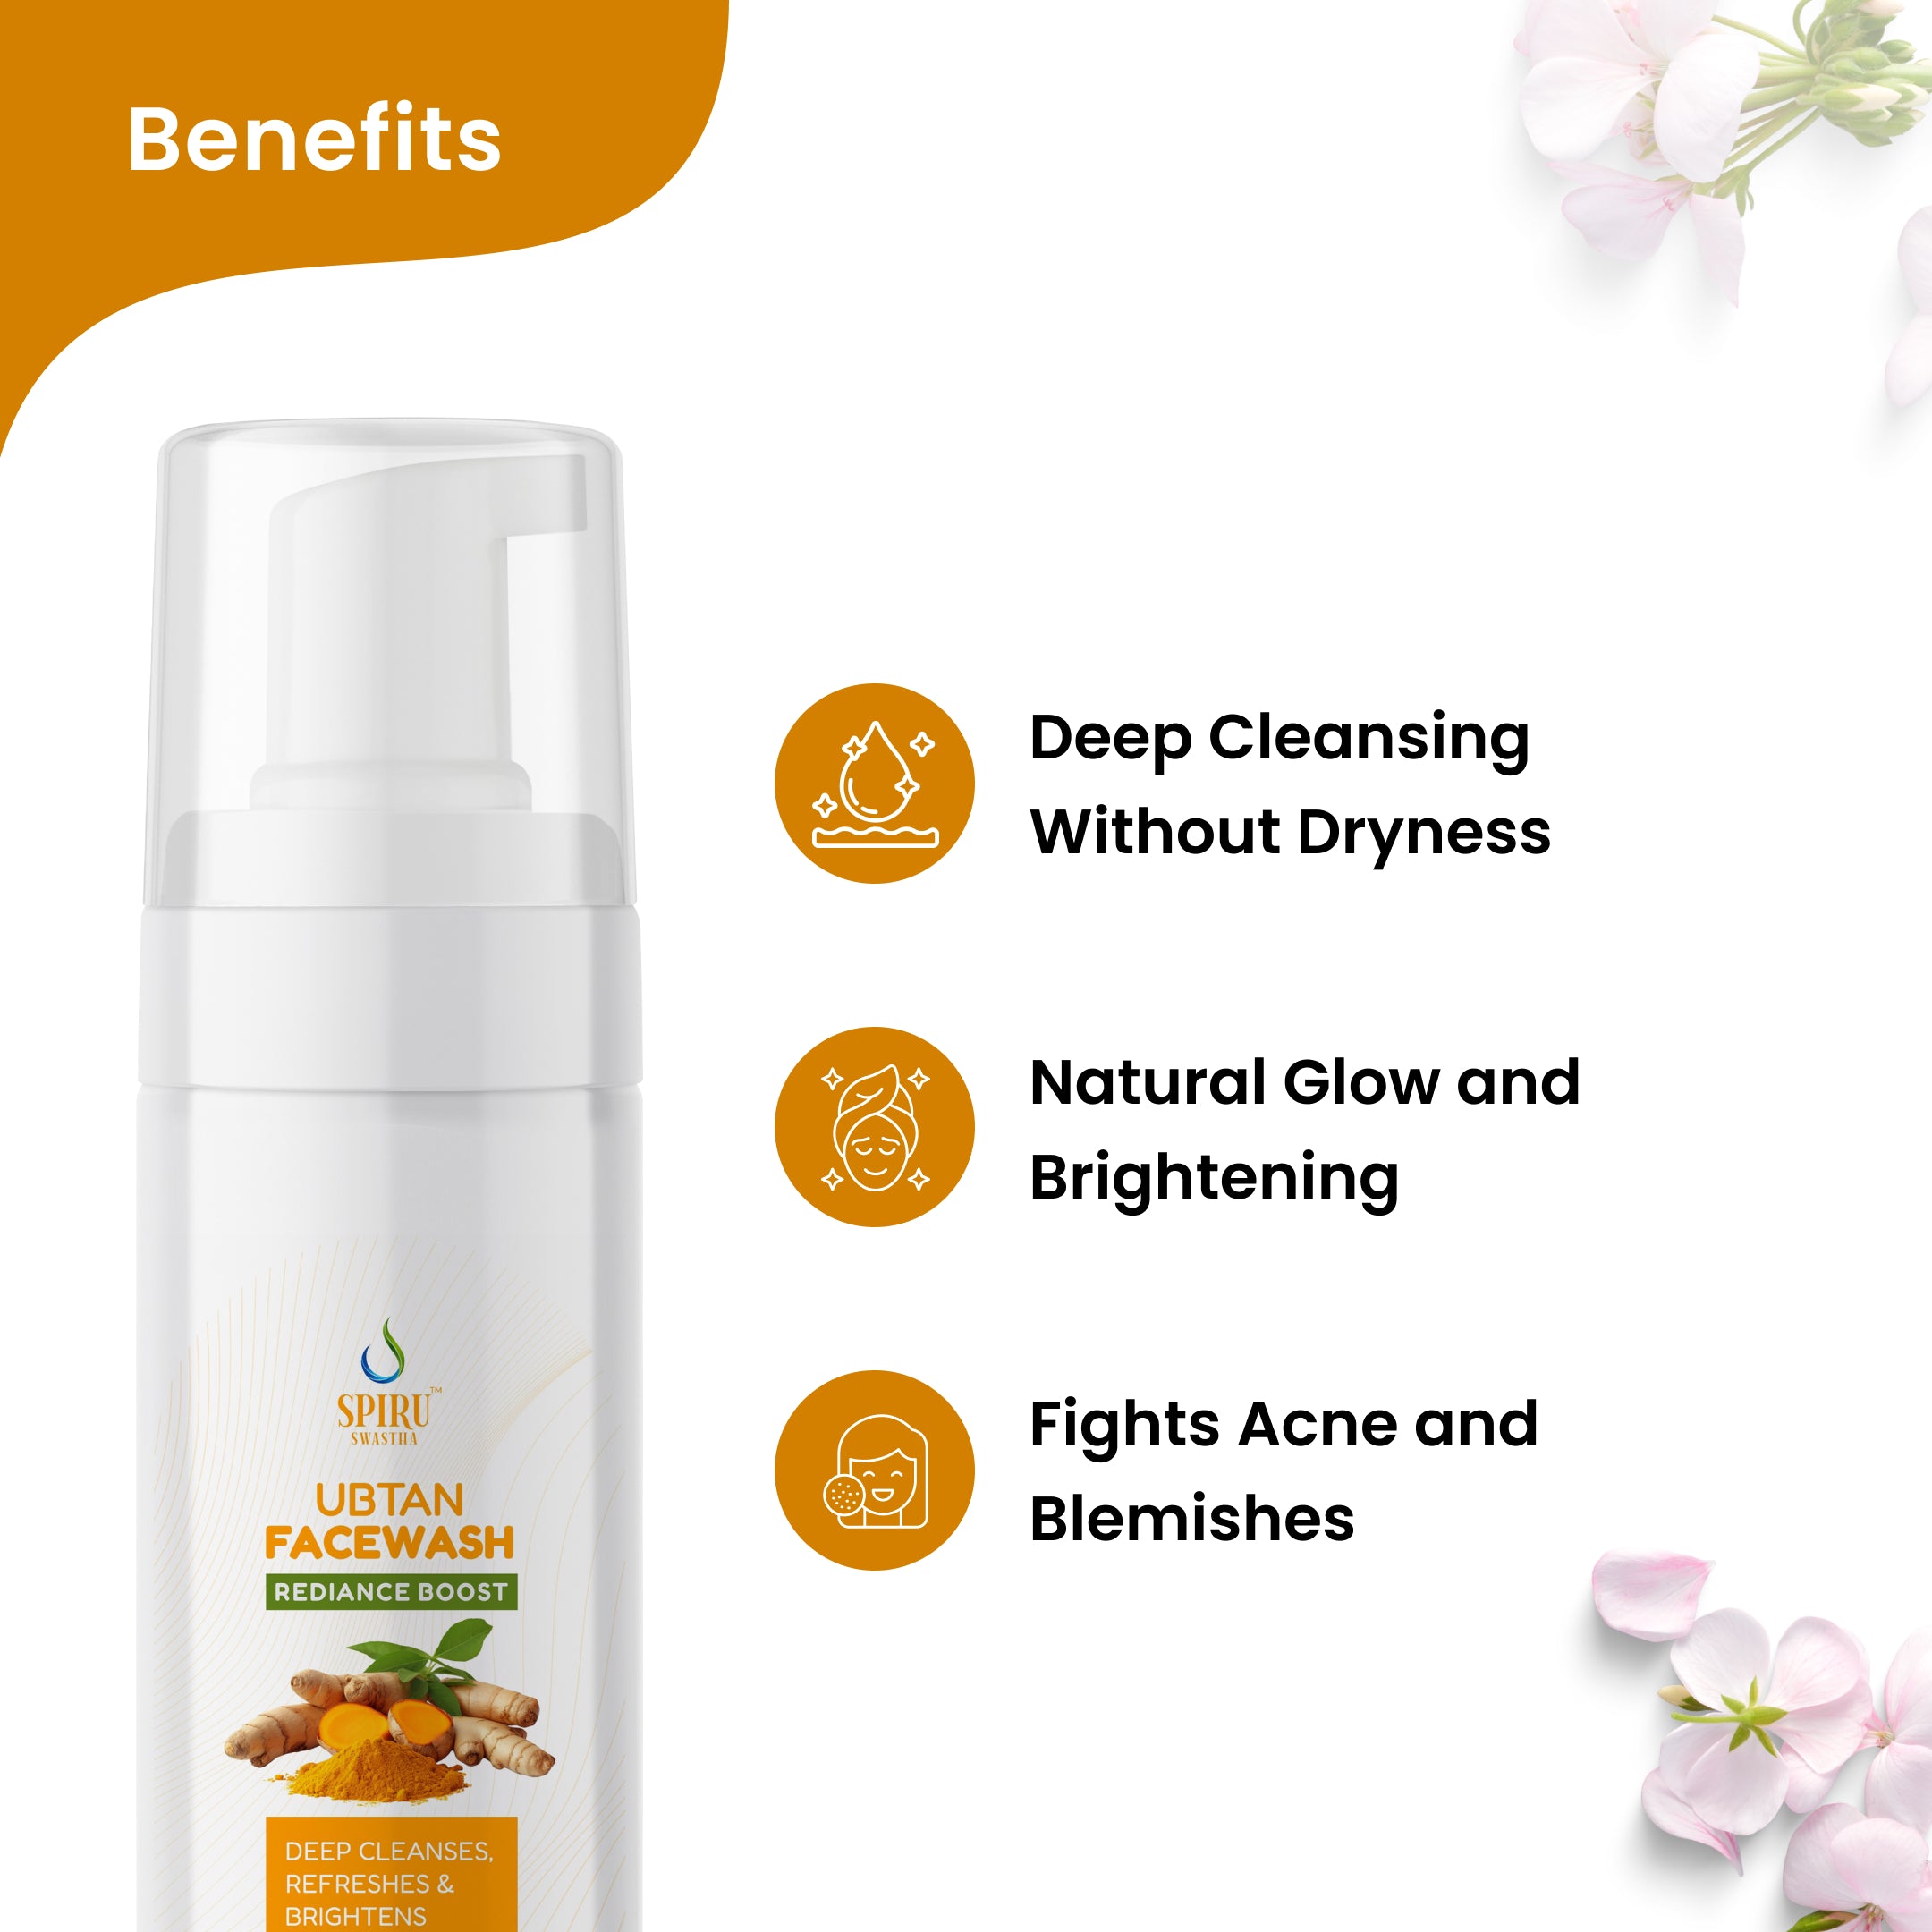 Benefits
Deep Cleansing
Without Dryness
Natural Glow and
Brightening
Fights Acne and
Blemishes
SPIRU™
SWASTHA
UBTAN
FACEWASH
REDIANCE BOOST
DEEP CLEANSES,
REFRESHES &
BRIGHTENS